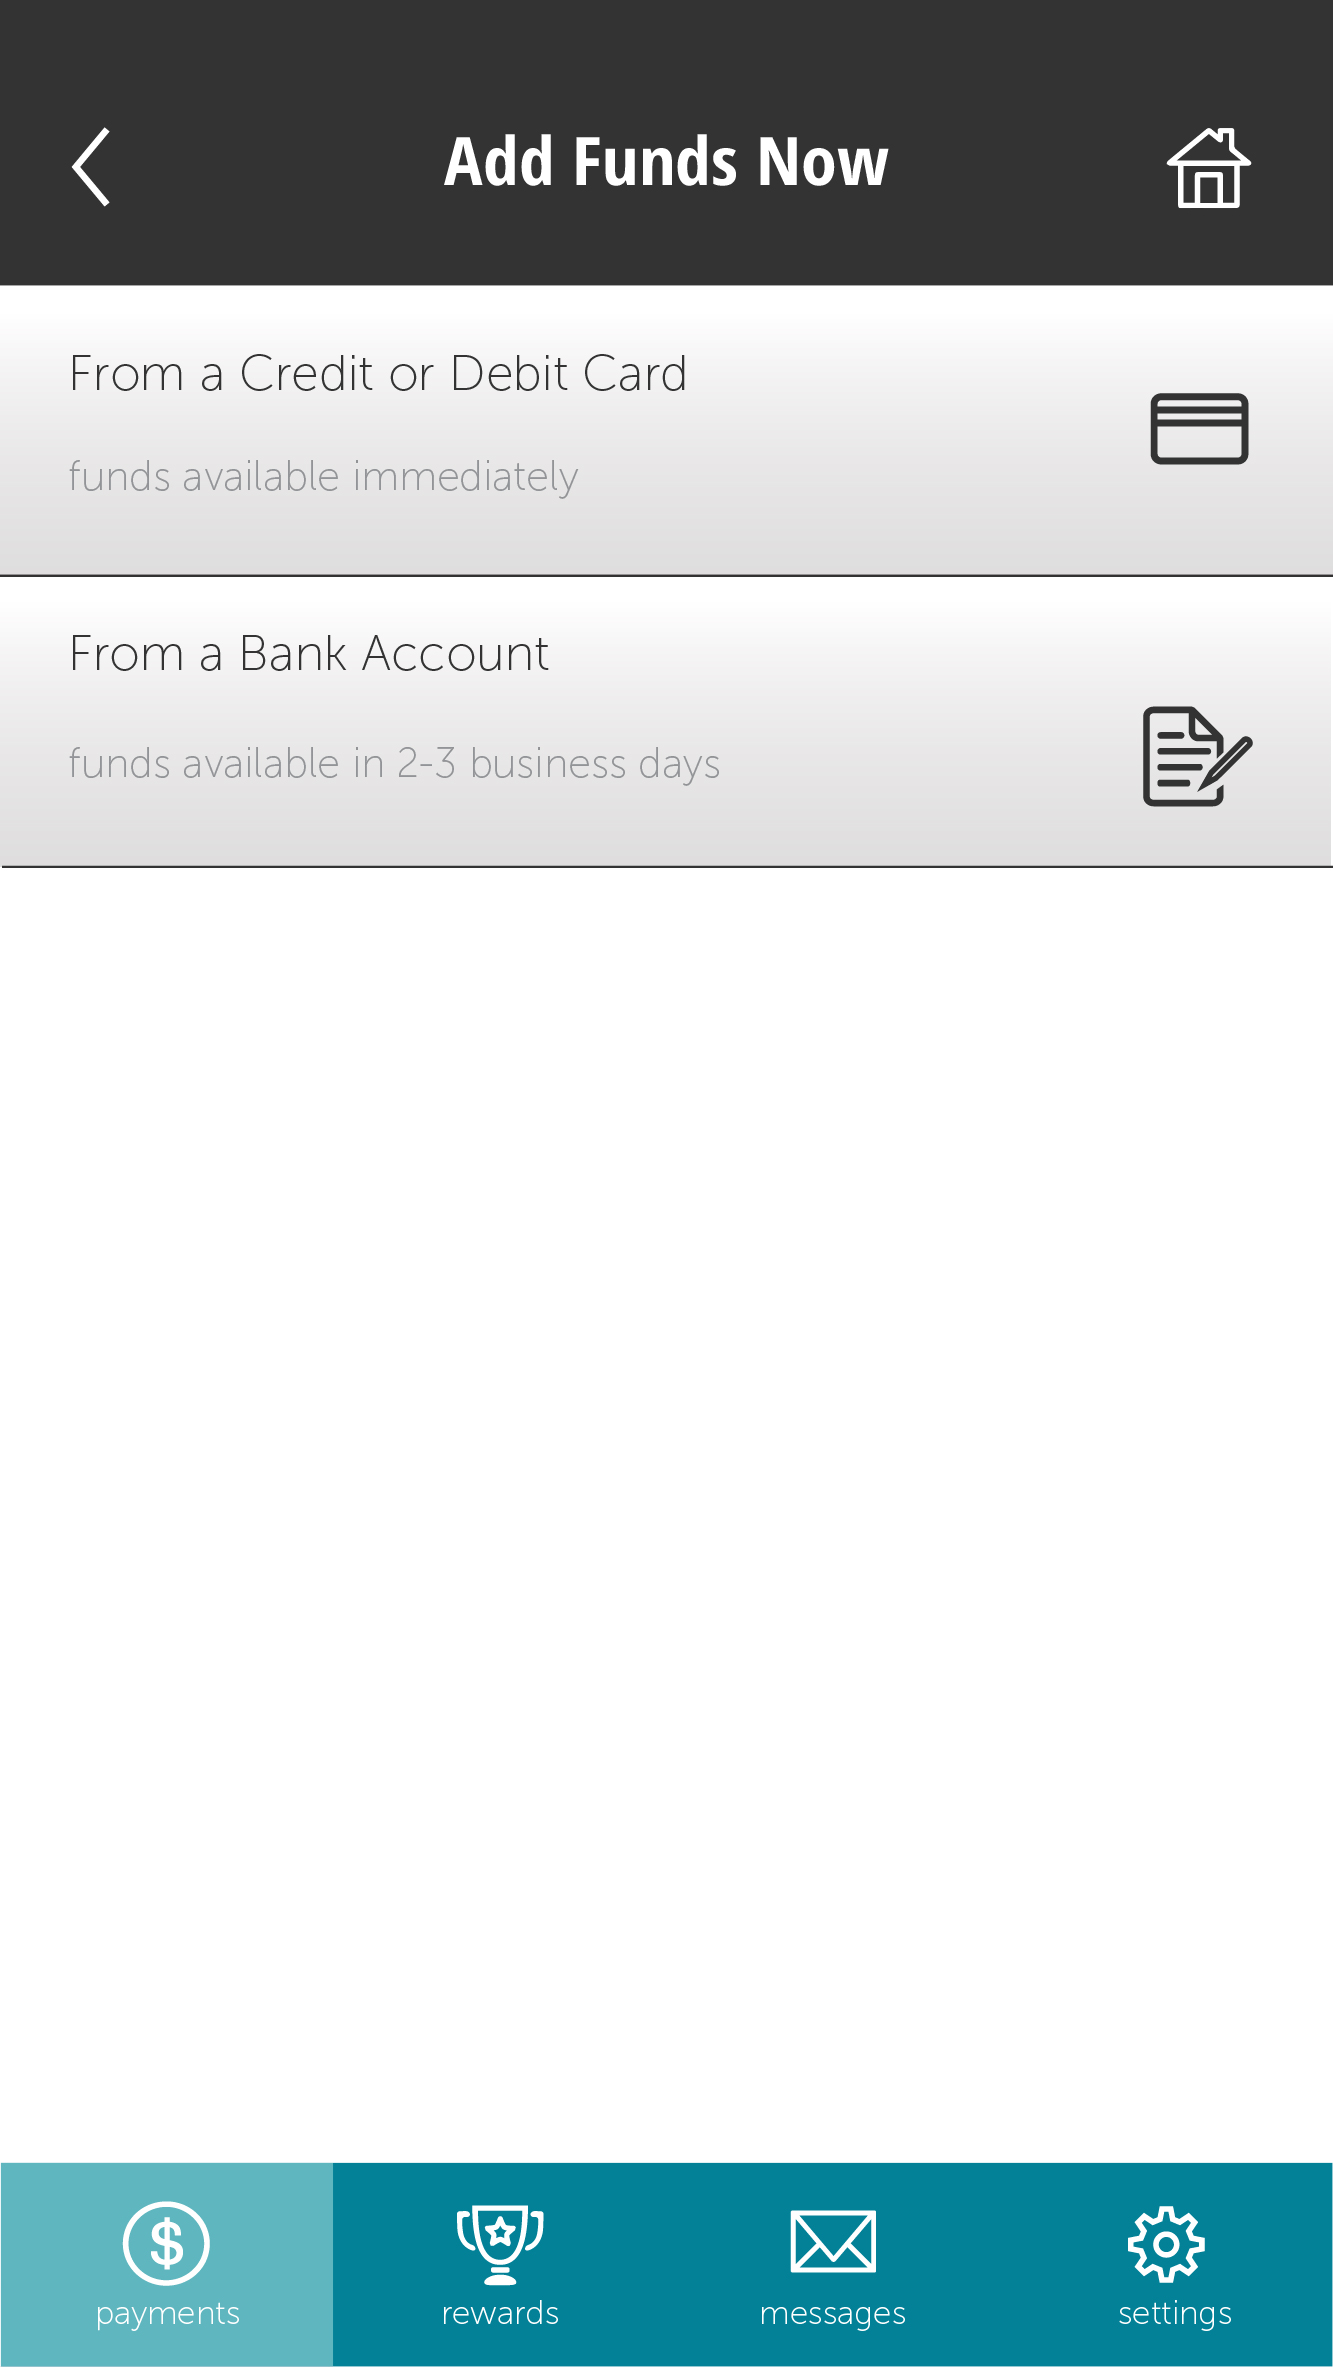 Add Funds Now
From a Credit or Debit Card
funds available immediately
From a Bank Account
funds available in 2-3 business days
$
payments
rewards
messages
settings